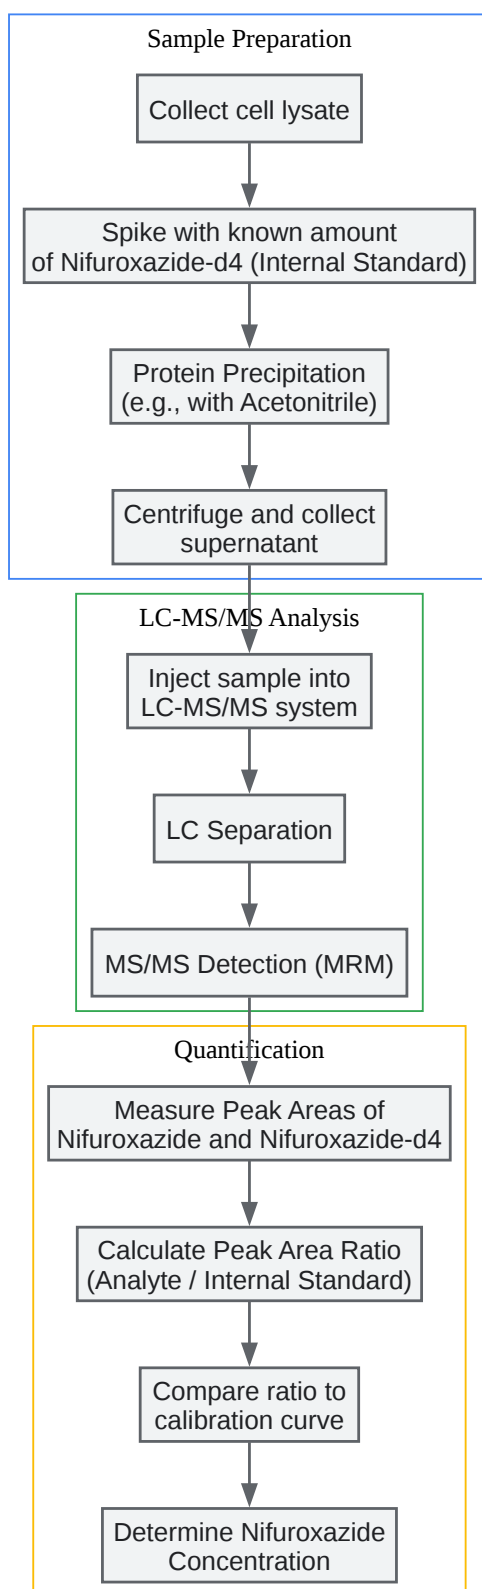 Sample Preparation
Collect cell lysate
Spike with known amount
of Nifuroxazide-d4 (Internal Standard)
Protein Precipitation
(e.g., with Acetonitrile)
Centrifuge and collect
supernatant
LC-MS/MS Analysis
Inject sample into
LC-MS/MS system
LC Separation
MS/MS Detection (MRM)
Quantification
Measure Peak Areas of
Nifuroxazide and Nifuroxazide-d4
Calculate Peak Area Ratio
(Analyte / Internal Standard)
Compare ratio to
calibration curve
Determine Nifuroxazide
Concentration